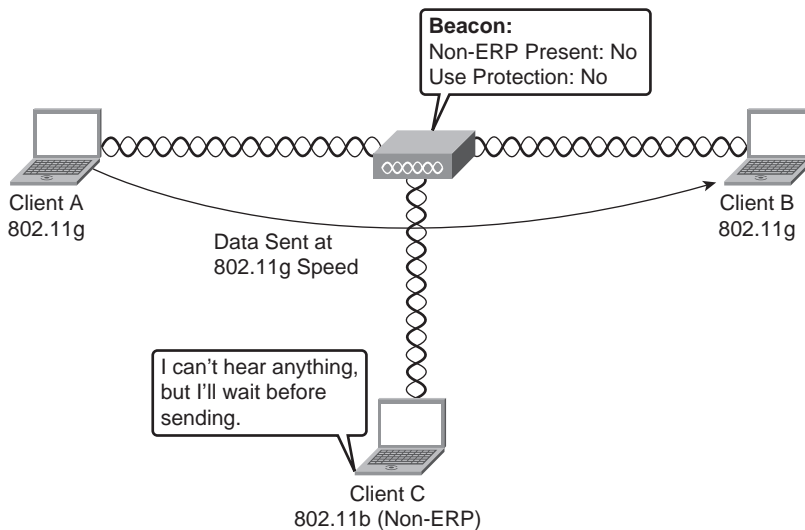 Beacon:
Non-ERP Present: No
Use Protection: No
Client A
802.11g
Client B
802.11g
Data Sent at
802.11g Speed
I can't hear anything,
but I'll wait before
sending.
Client C
802.11b (Non-ERP)